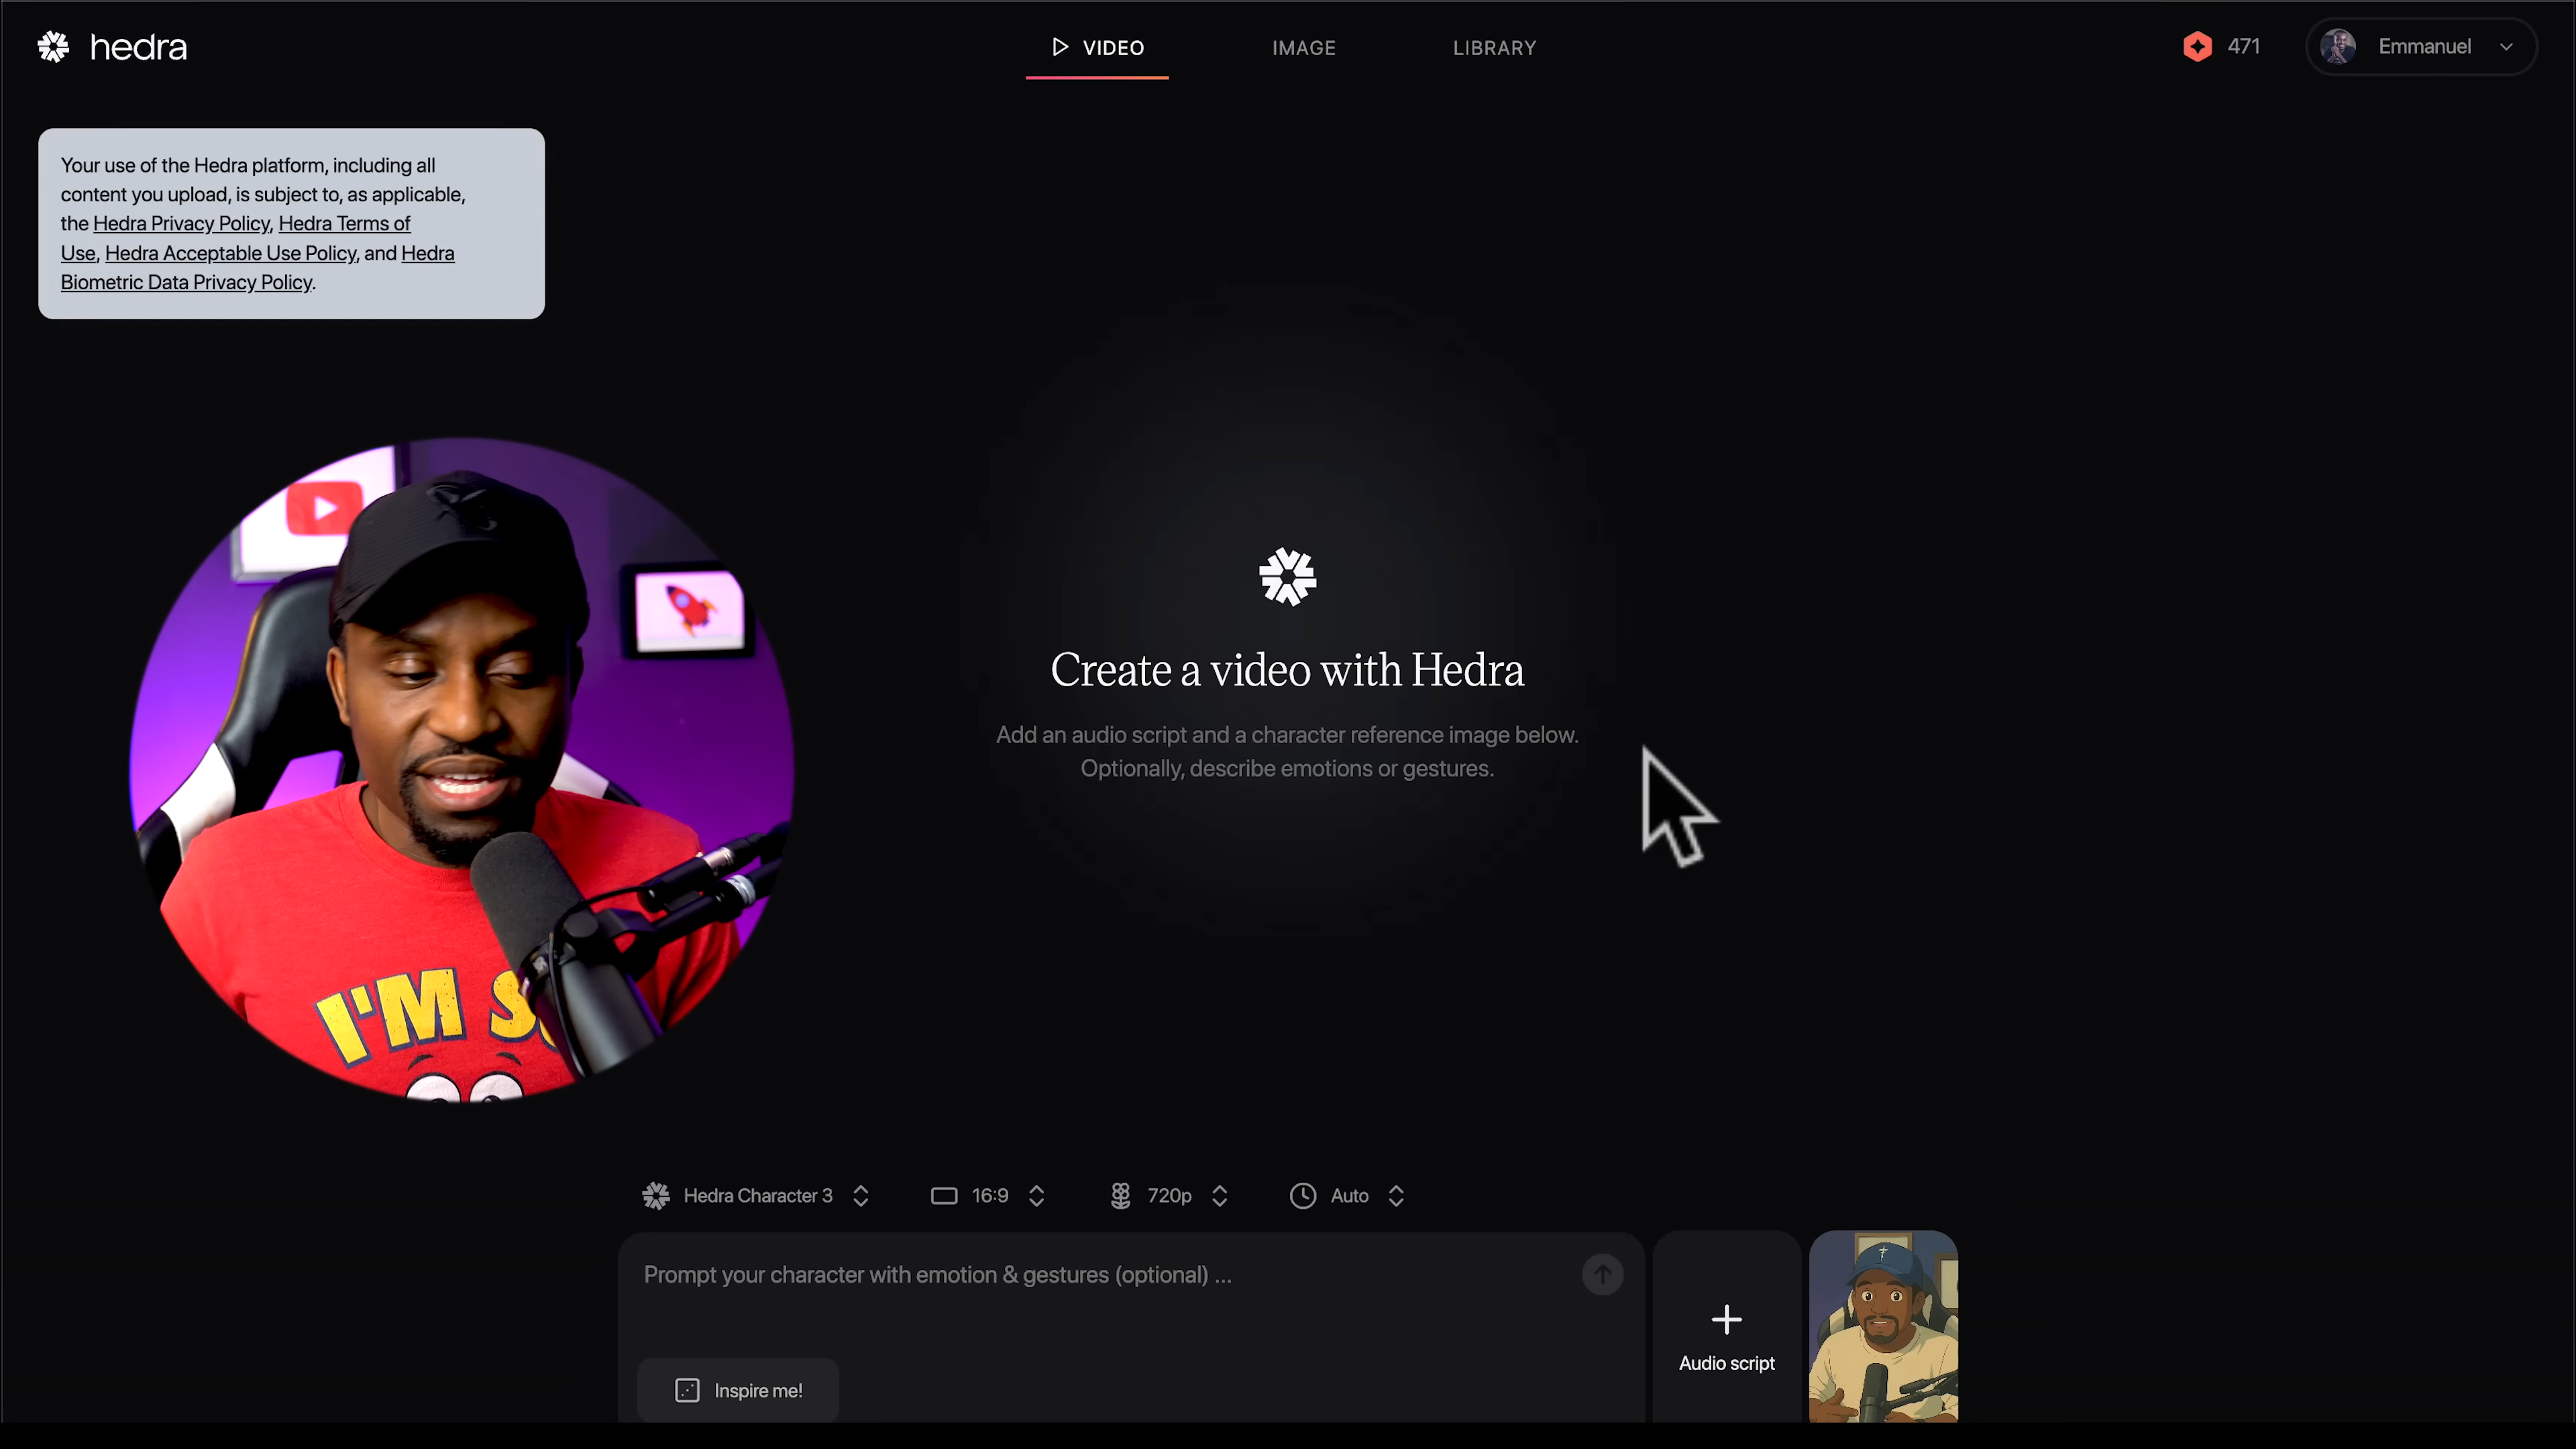 hedra
VIDEO
IMAGE
LIBRARY
471
Emmanuel
Your use of the Hedra platform, including all
content you upload, is subject to, as applicable,
the Hedra Privacy Policy, Hedra Terms of
Use, Hedra Acceptable Use Policy, and Hedra
Biometric Data Privacy Policy.
I'M
Create a video with Hedra
Add an audio script and a character reference image below.
Optionally, describe emotions or gestures.
Hedra Character 3
16:9
720p
Auto
Prompt your character with emotion & gestures (optional) ...
Inspire me!
Audio script